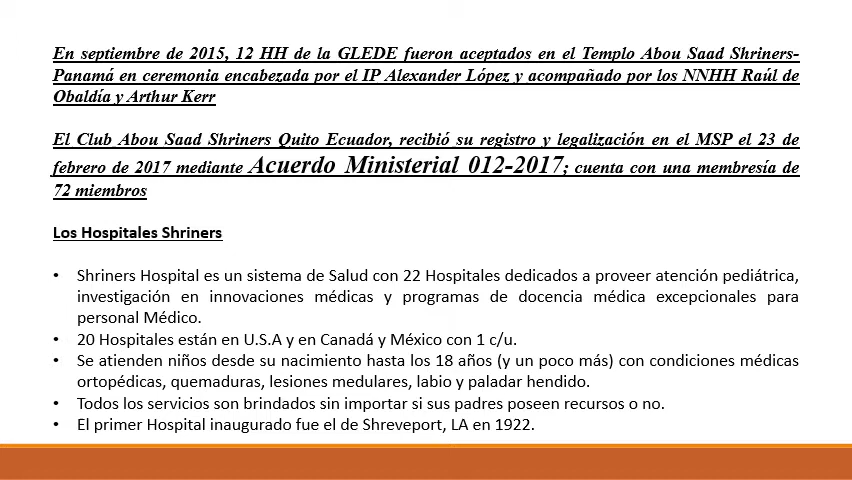 En septiembre de 2015, 12 HH de la GLEDE fueron aceptados en el Templo Abou Saad Shriners-
Panamá en ceremonia encabezada por el IP Alexander López y acompañado por los NNHH Raúl de
Obaldía y Arthur Kerr
El Club Abou Saad Shriners Quito Ecuador, recibió su registro y legalización en el MSP el 23 de
febrero de 2017 mediante Acuerdo Ministerial 012-2017; cuenta con una membresía de
72 miembros
Los Hospitales Shriners
• Shriners Hospital es un sistema de Salud con 22 Hospitales dedicados a proveer atención pediátrica,
investigación en innovaciones médicas y programas de docencia médica excepcionales para
personal Médico.
• 20 Hospitales están en U.S.A y en Canadá y México con 1 c/u.
• Se atienden niños desde su nacimiento hasta los 18 años (y un poco más) con condiciones médicas
ortopédicas, quemaduras, lesiones medulares, labio y paladar hendido.
• Todos los servicios son brindados sin importar si sus padres poseen recursos o no.
• El primer Hospital inaugurado fue el de Shreveport, LA en 1922.